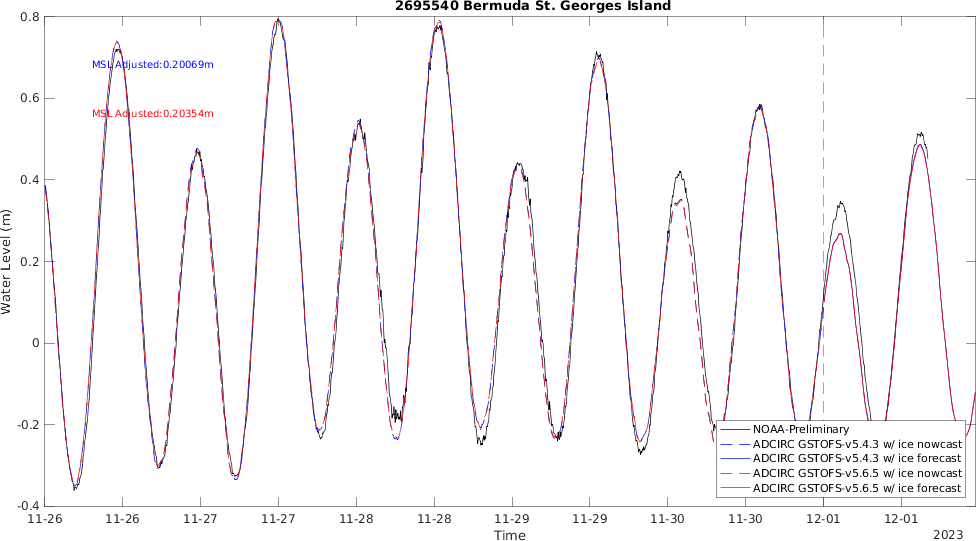 2695540 Bermuda St. Georges Island
0.8
MSL Adjusted:0.20069m
0.6
MSL Adjusted:0.20354m
0.4
Water Level (m)
0.2
0
-0.2
-0.4
NOAA-Preliminary
ADCIRC GSTOFS-v5.4.3 w/ ice nowcast
ADCIRC GSTOFS-v5.4.3 w/ ice forecast
ADCIRC GSTOFS-v5.6.5 w/ ice nowcast
ADCIRC GSTOFS-v5.6.5 w/ ice forecast
11-26 11-26 11-27 11-27 11-28 11-28 11-29 11-29 11-30 11-30 12-01 12-01
Time
2023